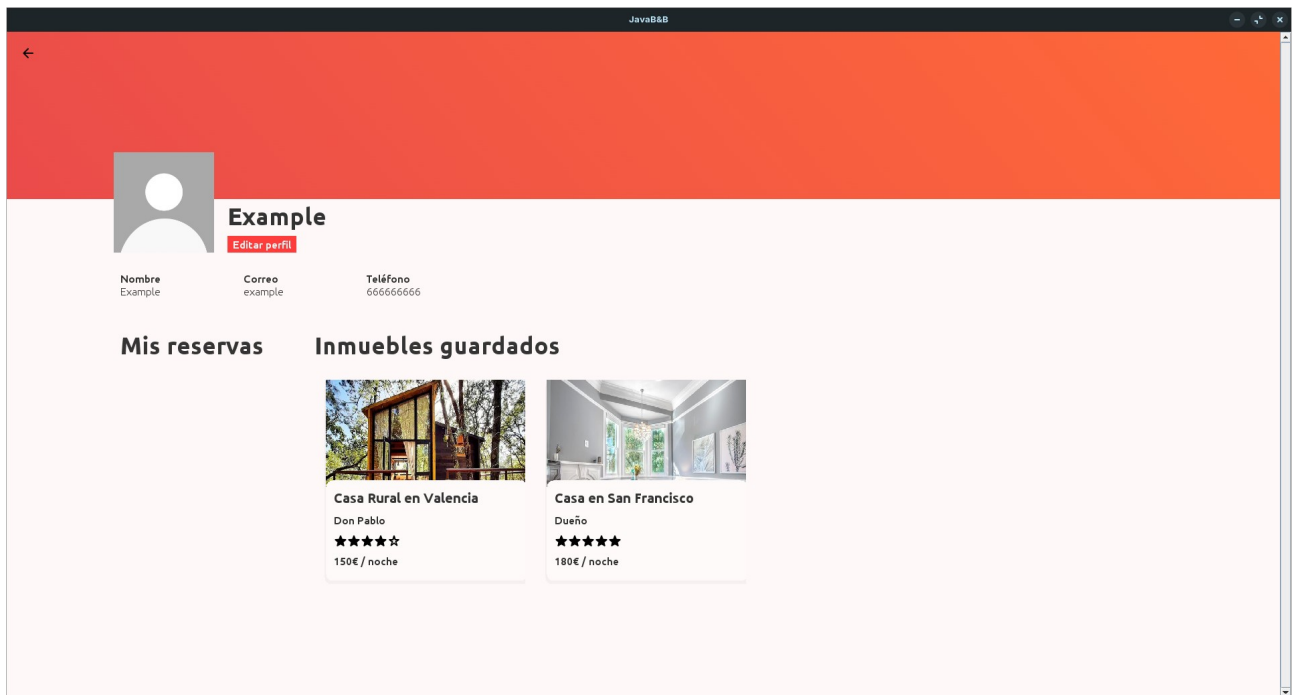 JavaB&B
Example
Editar perfil
Nombre Correo Teléfono
Example example 666666666
Mis reservas Inmuebles guardados
Casa Rural en Valencia Casa en San Francisco
Don Pablo Dueño
★★★★☆ ★★★★★
150€ / noche 180€ / noche